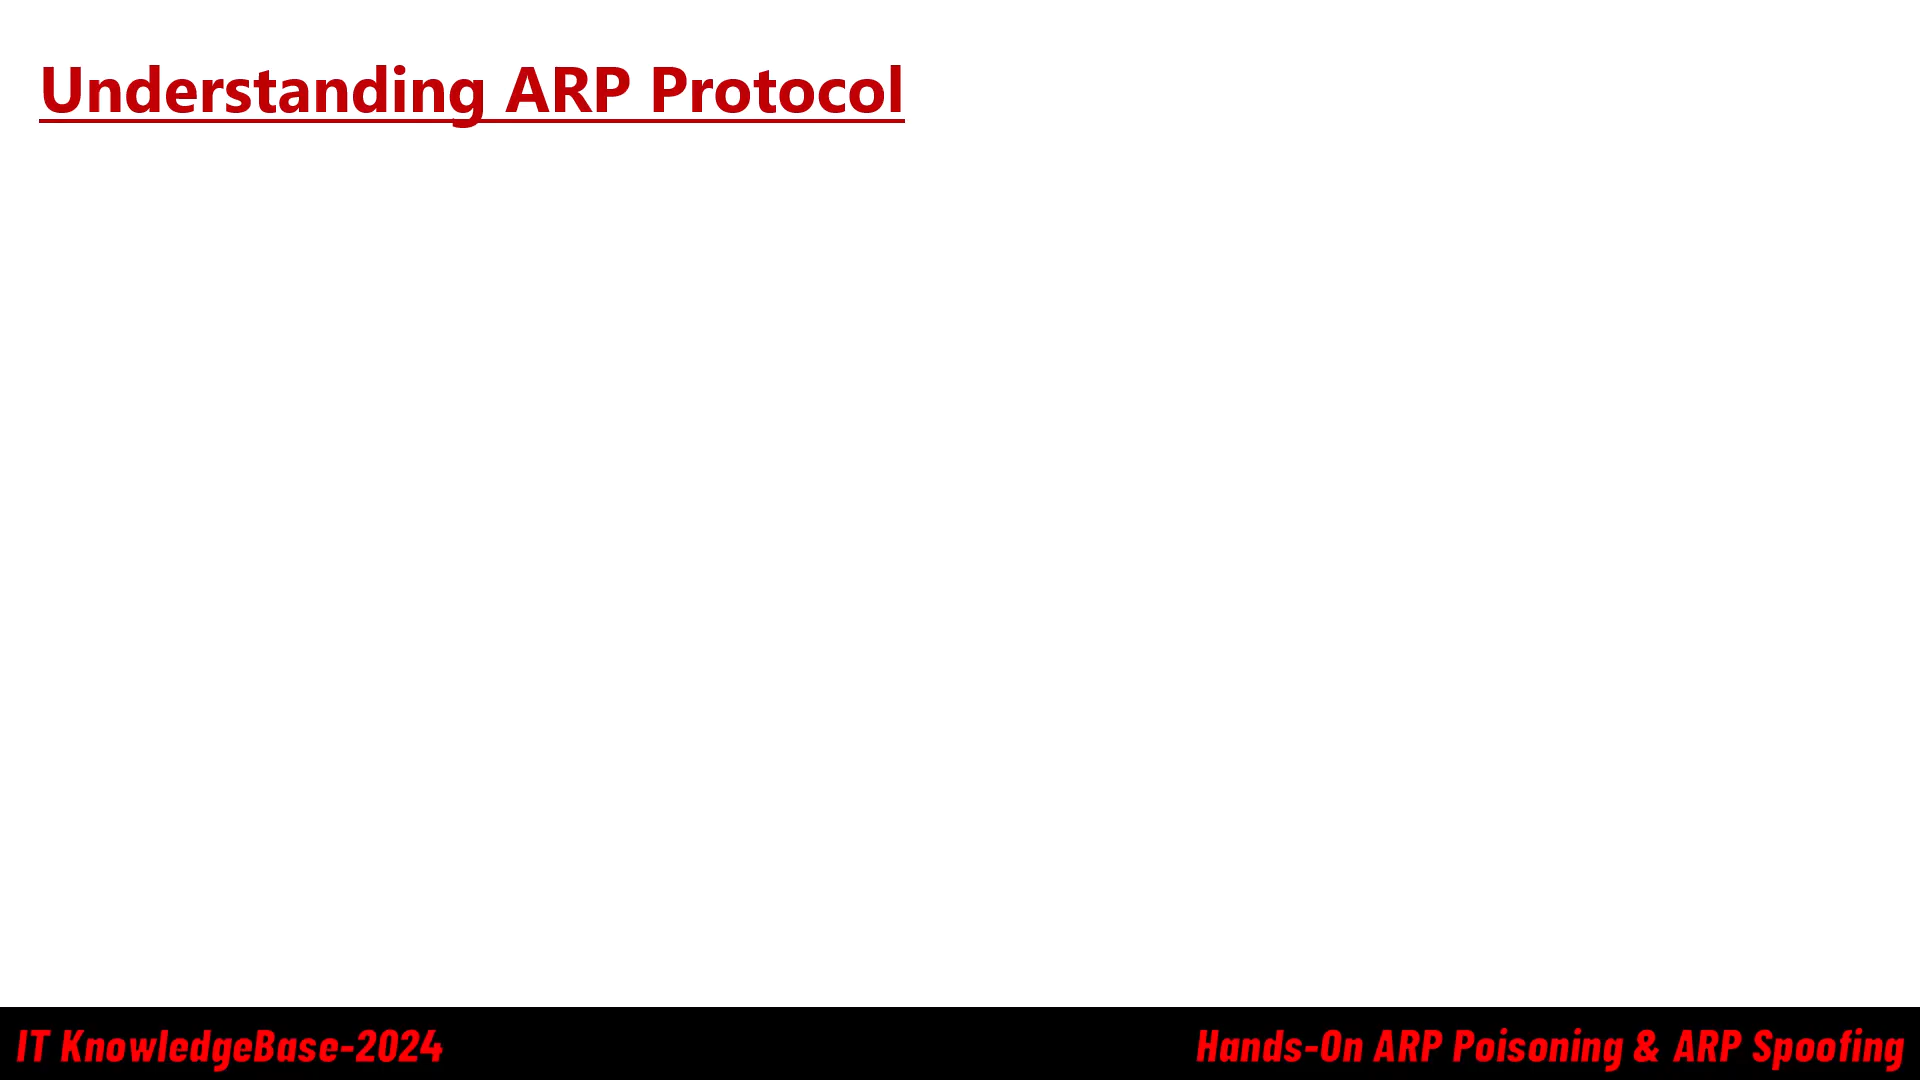 Understanding ARP Protocol
IT KnowledgeBase-2024
Hands-On ARP Poisoning & ARP Spoofing